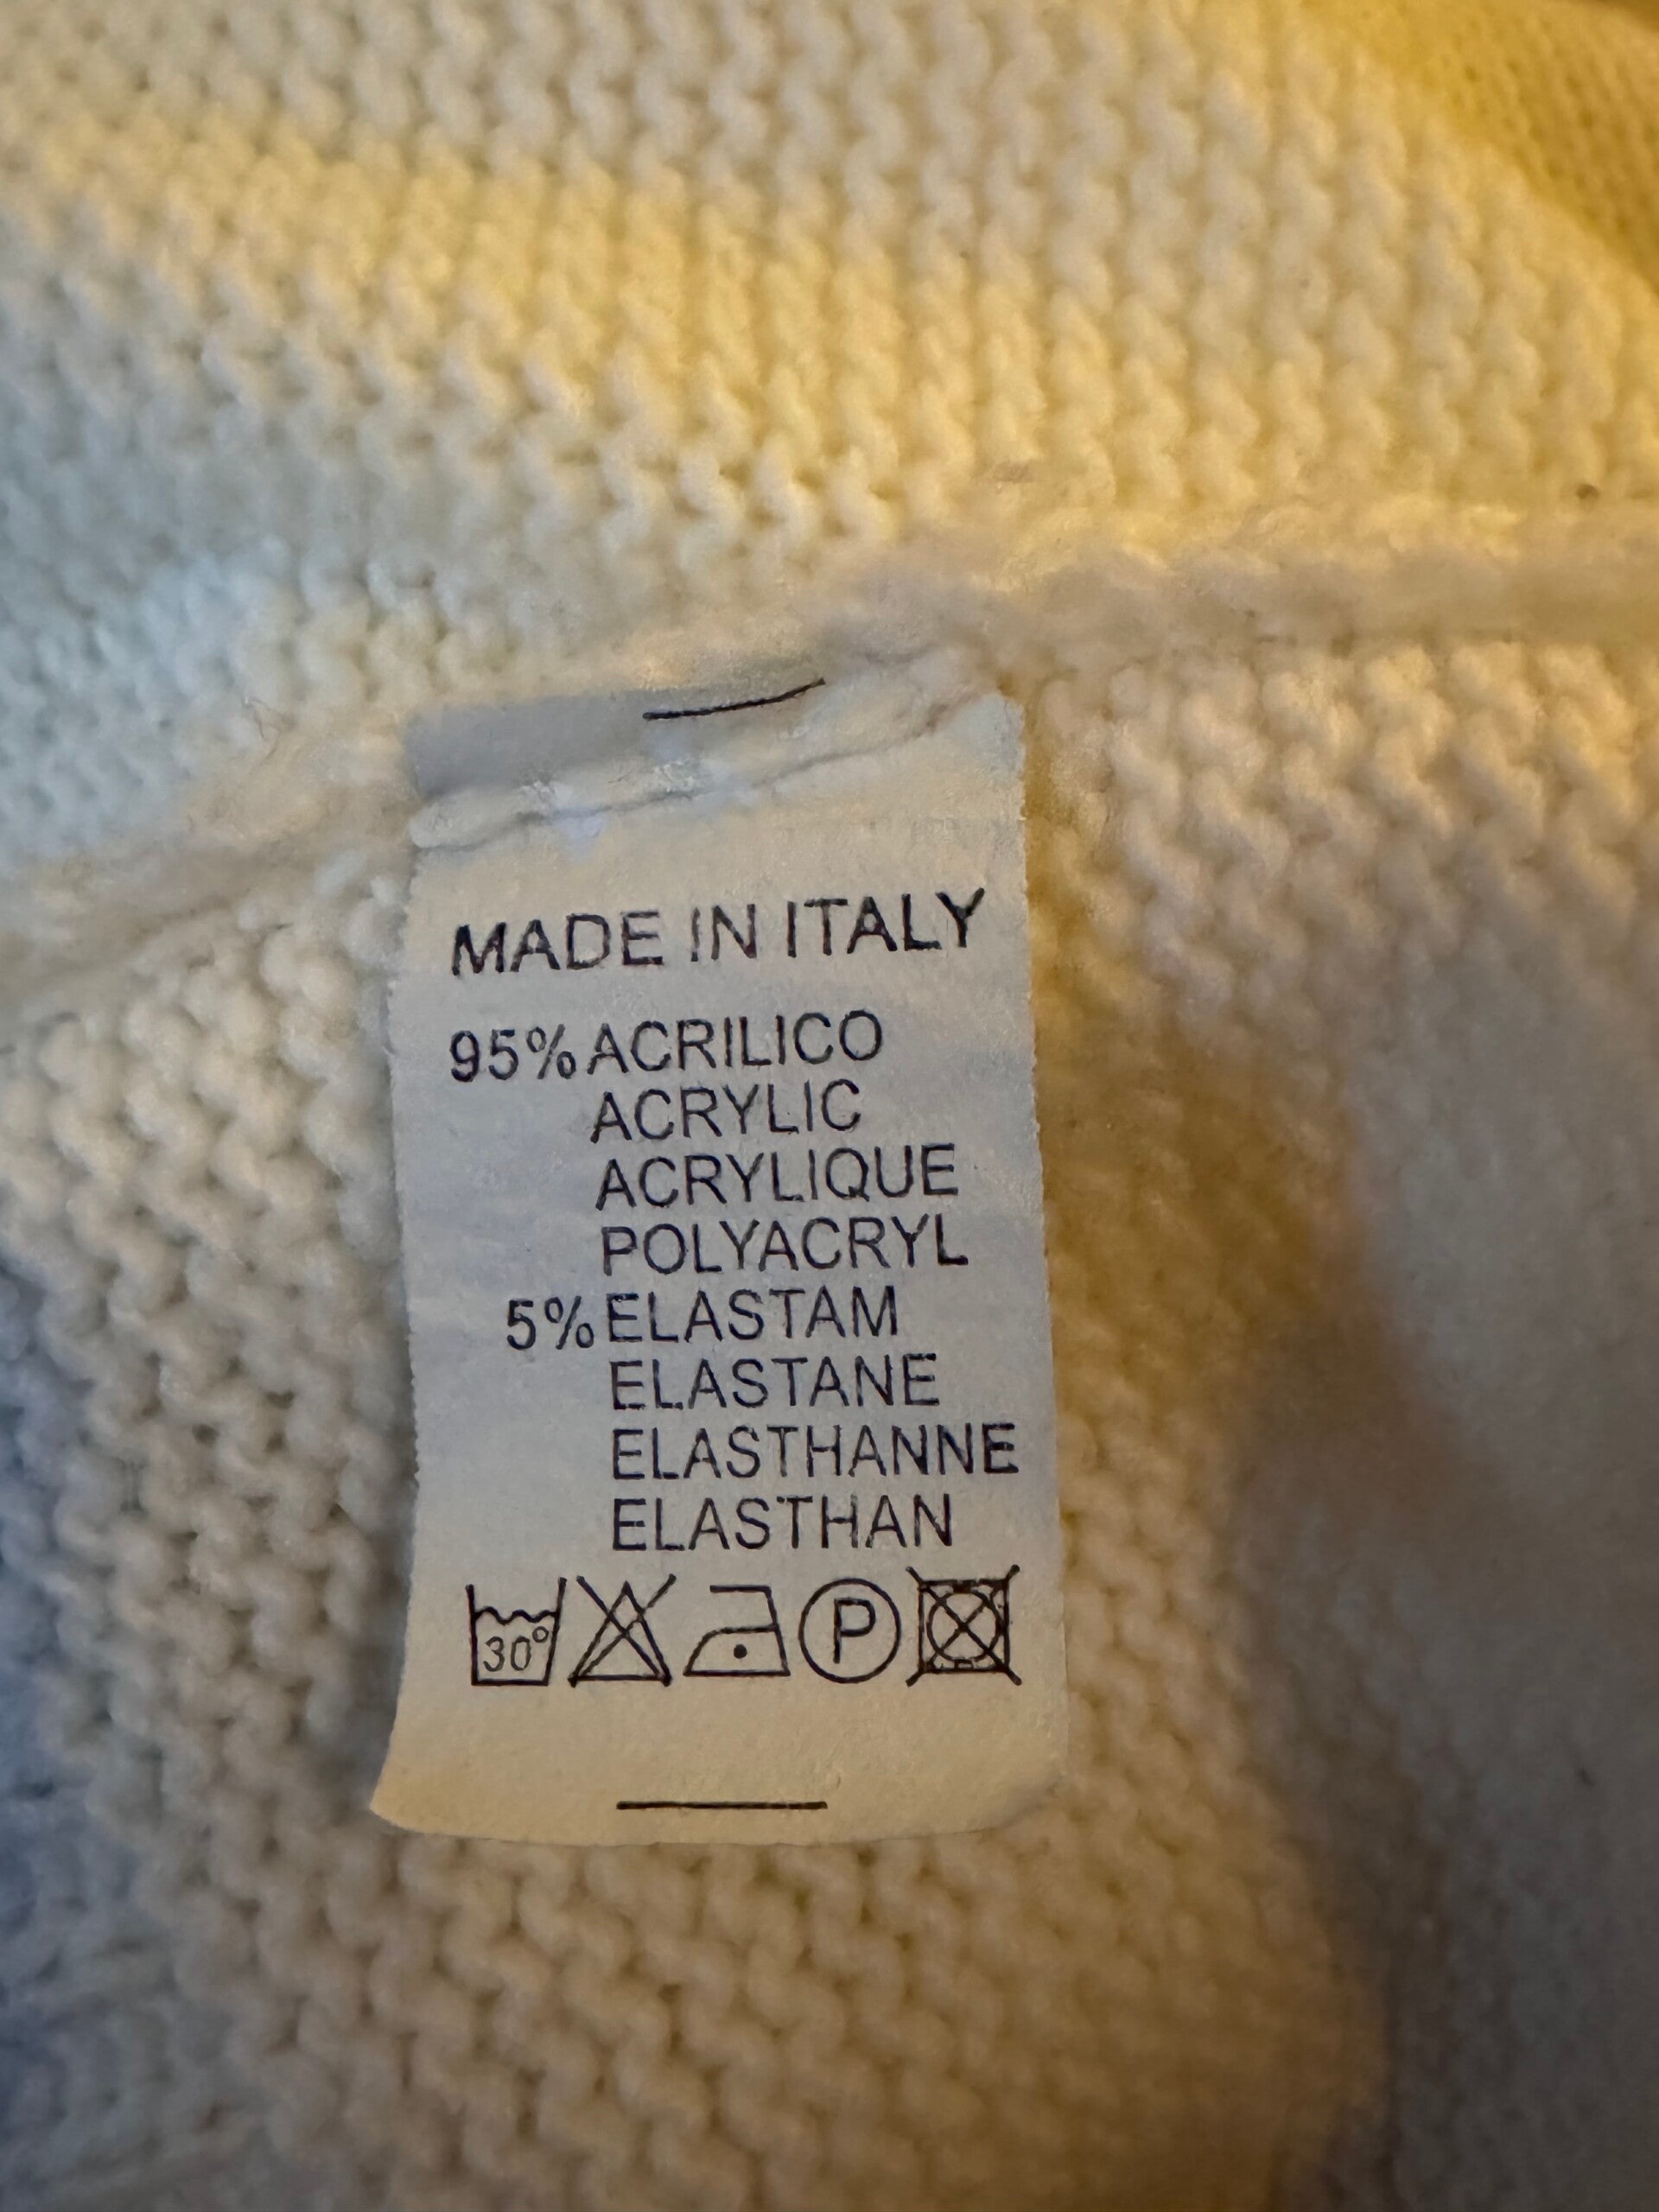 MADE IN ITALY
95% ACRILICO
ACRYLIC
ACRYLIQUE
POLYACRYL
5% ELASTAM
ELASTANE
ELASTHANNE
ELASTHAN
30° P